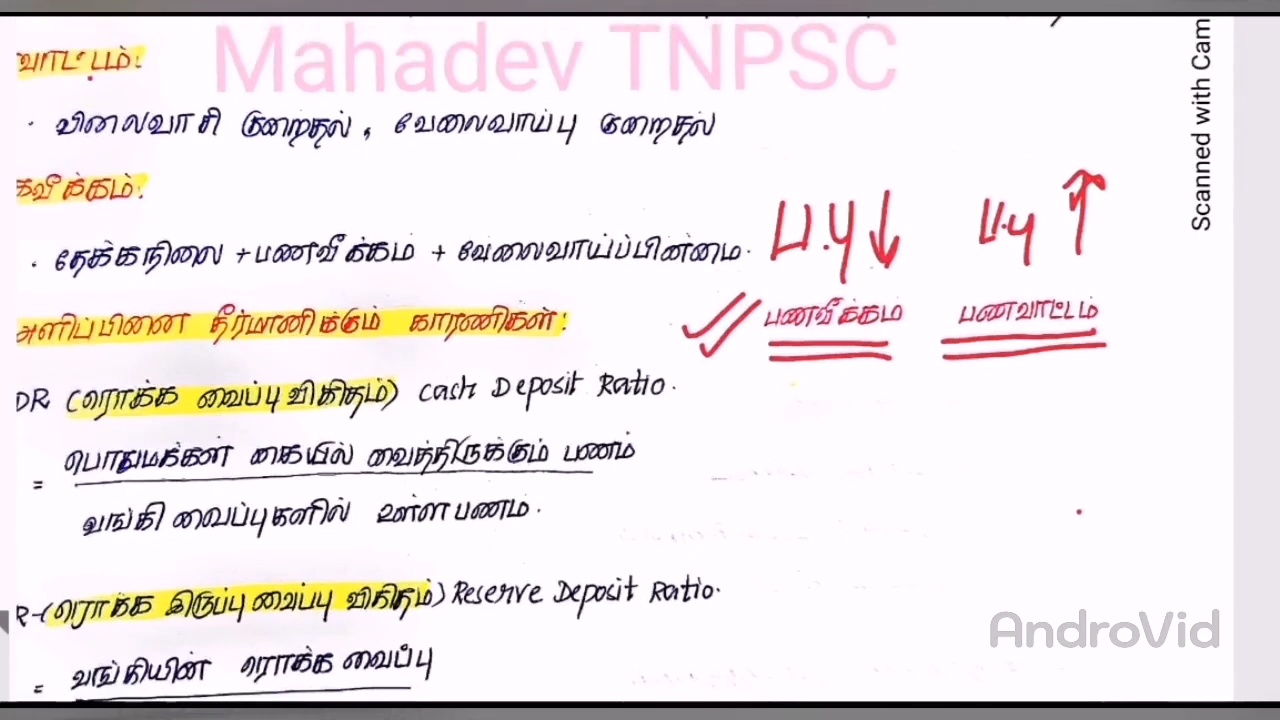 Mahadev TNPSC
வாட்டம்:
· விலைவாசி குறைதல், வேலைவாய்ப்பு குறைதல்
கவீக்கம்:
· தேக்கநிலை + பணவீக்கம் + வேலைவாய்ப்பின்மை.
ப.பு↓ ப.பு↑
பணவீக்கம் பணவாட்டம்
அளிப்பினை தீர்மானிக்கும் காரணிகள்:
DR (ரொக்க வைப்பு விகிதம்) Cash Deposit Ratio.
= பொதுமக்கள் கையில் வைத்திருக்கும் பணம்
வங்கி வைப்புகளில் உள்ள பணம்.
R-(ரொக்க இருப்பு வைப்பு விகிதம்) Reserve Deposit Ratio.
= வங்கியின் ரொக்க வைப்பு
Scanned with Cam
AndroVid